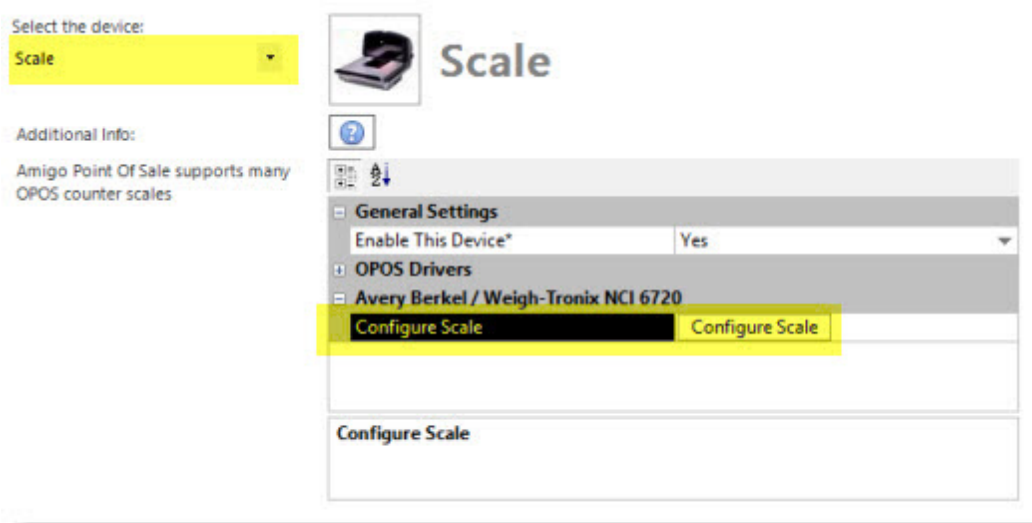 Select the device:
Scale
Scale
Additional Info:
Amigo Point Of Sale supports many
OPOS counter scales
General Settings
Enable This Device* Yes
OPOS Drivers
Avery Berkel / Weigh-Tronix NCI 6720
Configure Scale Configure Scale
Configure Scale